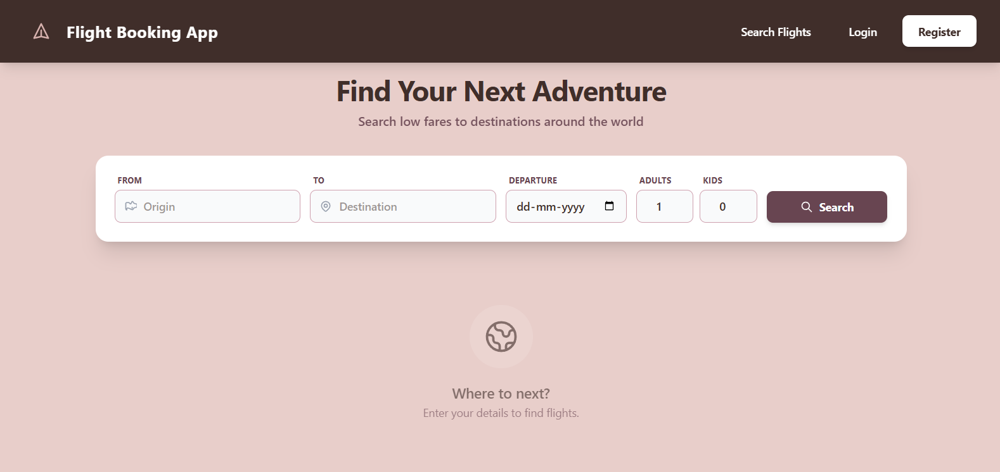 Flight Booking App
Search Flights
Login
Register
Find Your Next Adventure
Search low fares to destinations around the world
FROM
TO
DEPARTURE
ADULTS
KIDS
Origin
Destination
dd-mm-yyyy
1
0
Search
Where to next?
Enter your details to find flights.